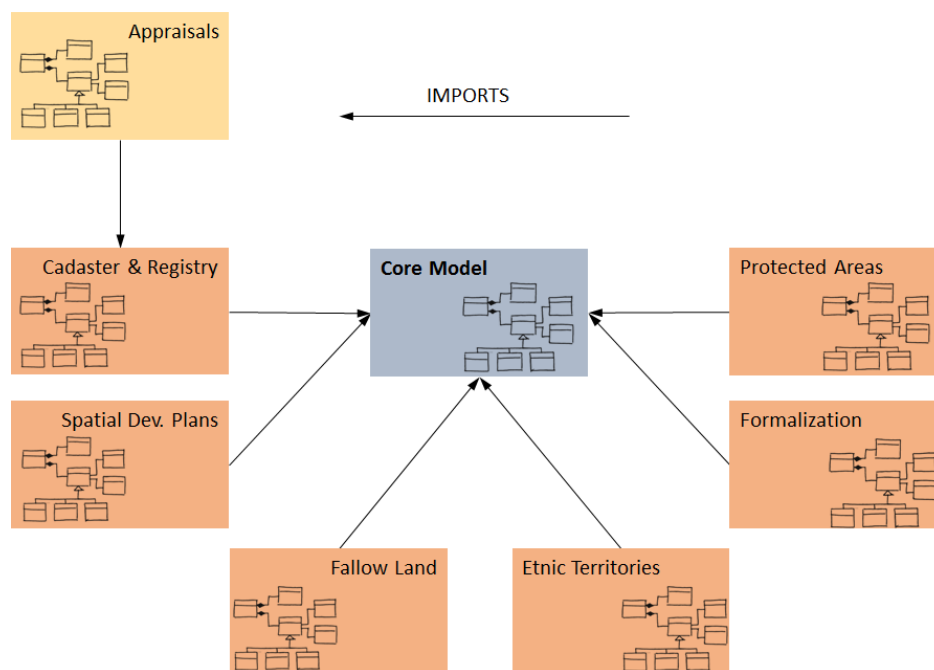 Appraisals
IMPORTS
Cadaster & Registry
Core Model
Protected Areas
Spatial Dev. Plans
Formalization
Fallow Land
Etnic Territories